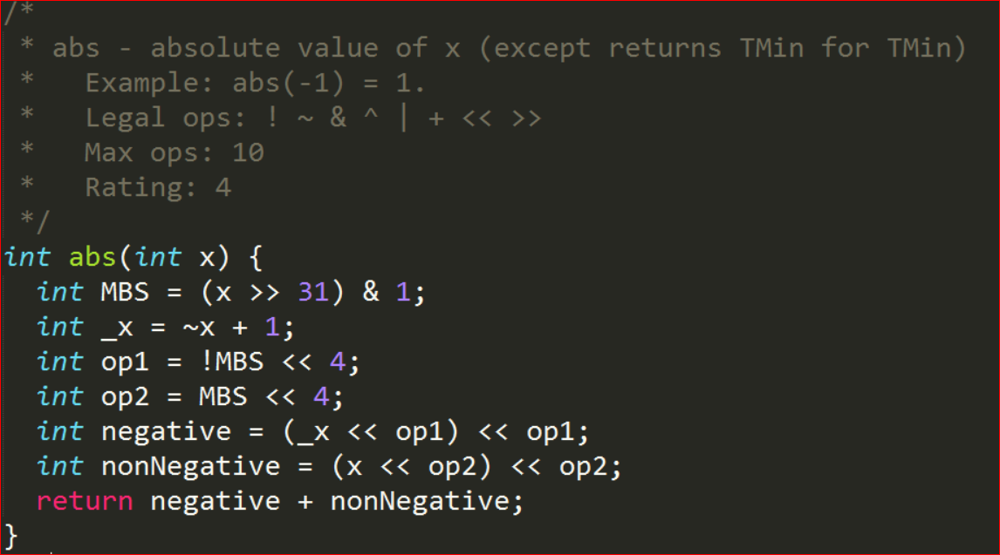 /*
 * abs - absolute value of x (except returns TMin for TMin)
 *   Example: abs(-1) = 1.
 *   Legal ops: ! ~ & ^ | + << >>
 *   Max ops: 10
 *   Rating: 4
 */
int abs(int x) {
  int MBS = (x >> 31) & 1;
  int _x = ~x + 1;
  int op1 = !MBS << 4;
  int op2 = MBS << 4;
  int negative = (_x << op1) << op1;
  int nonNegative = (x << op2) << op2;
  return negative + nonNegative;
}